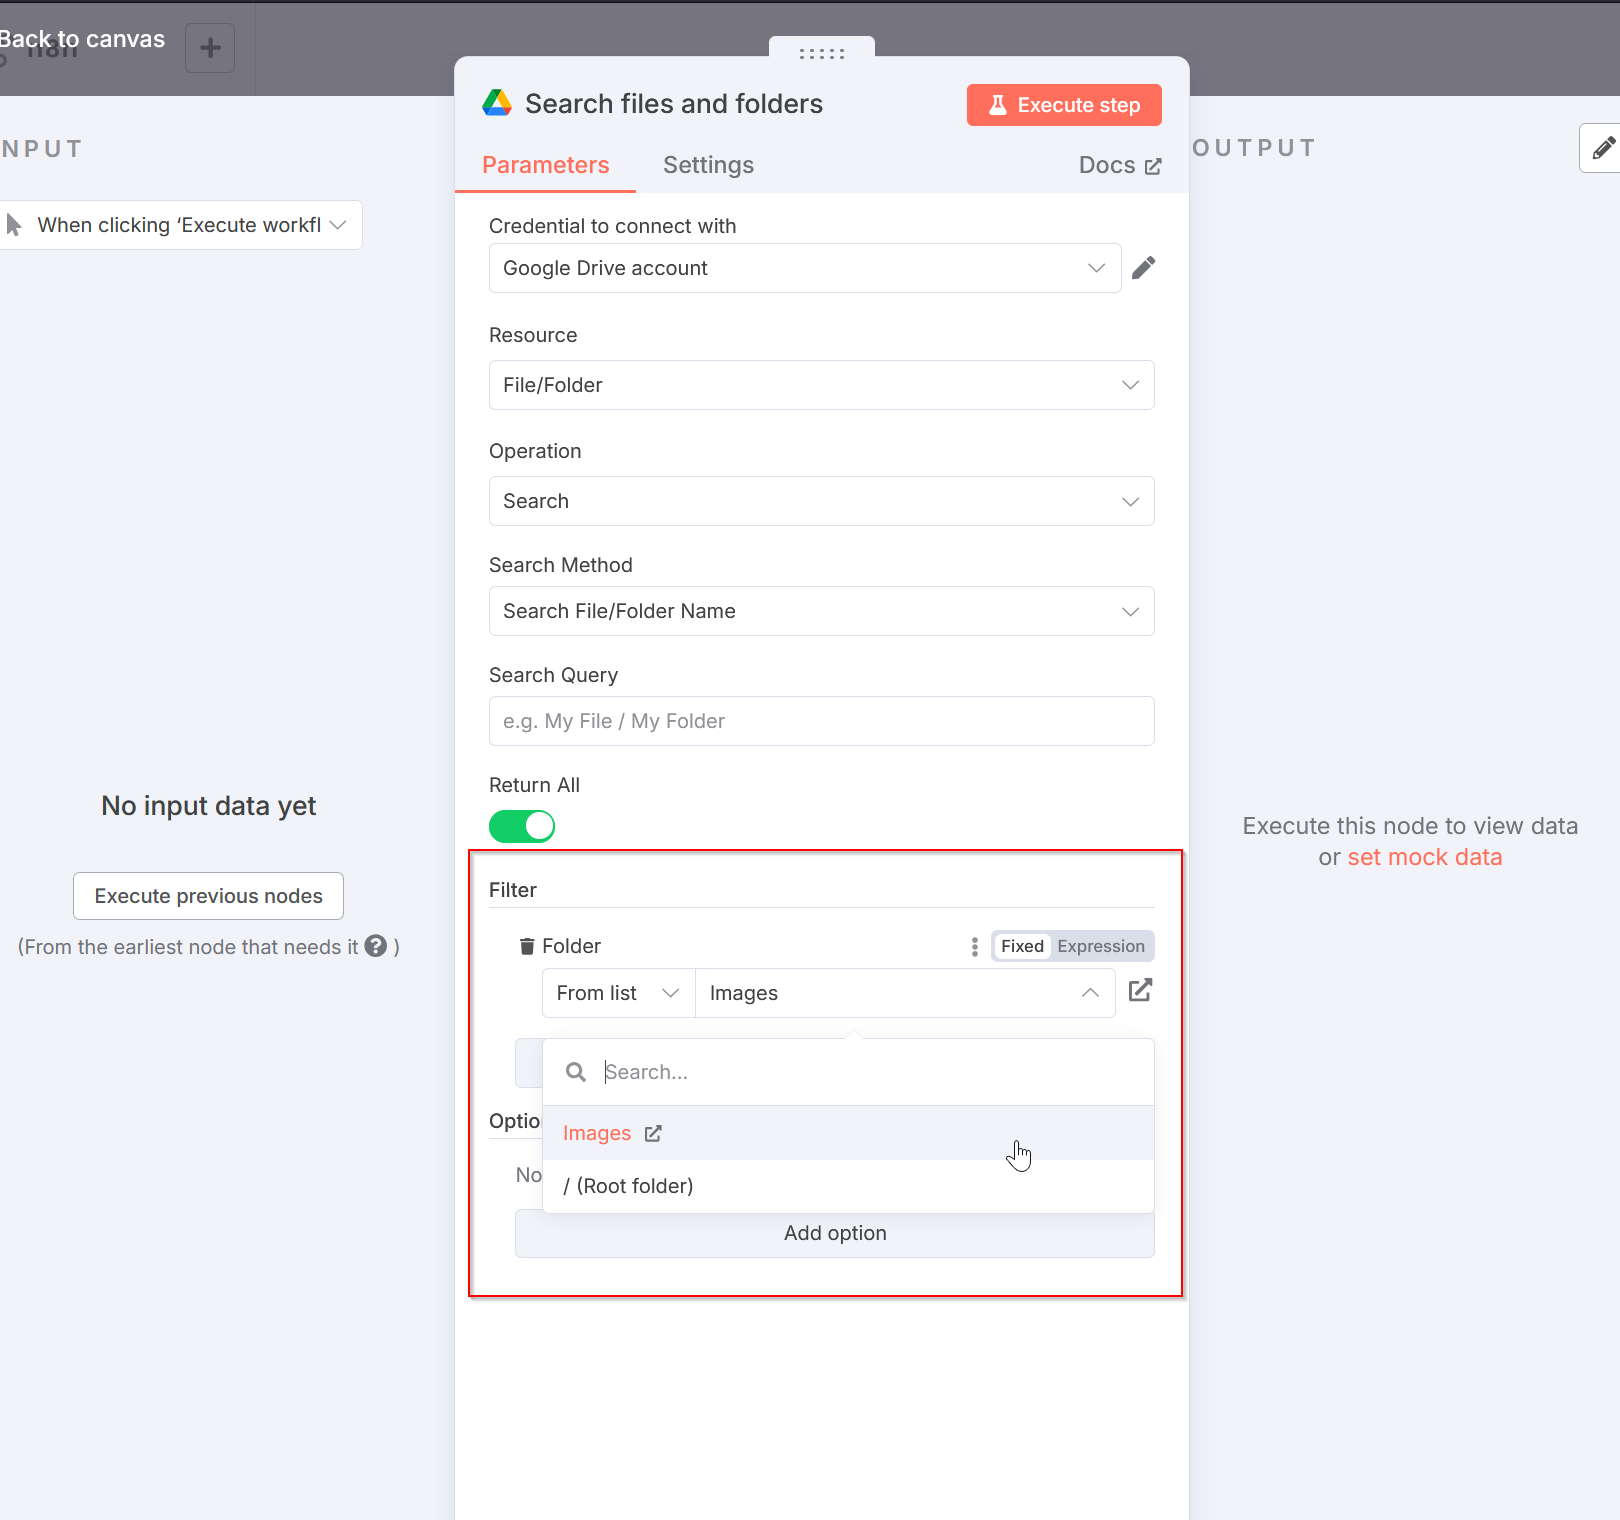 Back to canvas
n8n
Search files and folders
Execute step
Parameters
Settings
Docs
NPUT
When clicking ‘Execute workfl
No input data yet
Execute previous nodes
(From the earliest node that needs it ? )
Credential to connect with
Google Drive account
Resource
File/Folder
Operation
Search
Search Method
Search File/Folder Name
Search Query
e.g. My File / My Folder
Return All
Filter
Folder
Fixed Expression
From list
Images
Search...
Images
/ (Root folder)
Optio
No
Add option
OUTPUT
Execute this node to view data
or set mock data